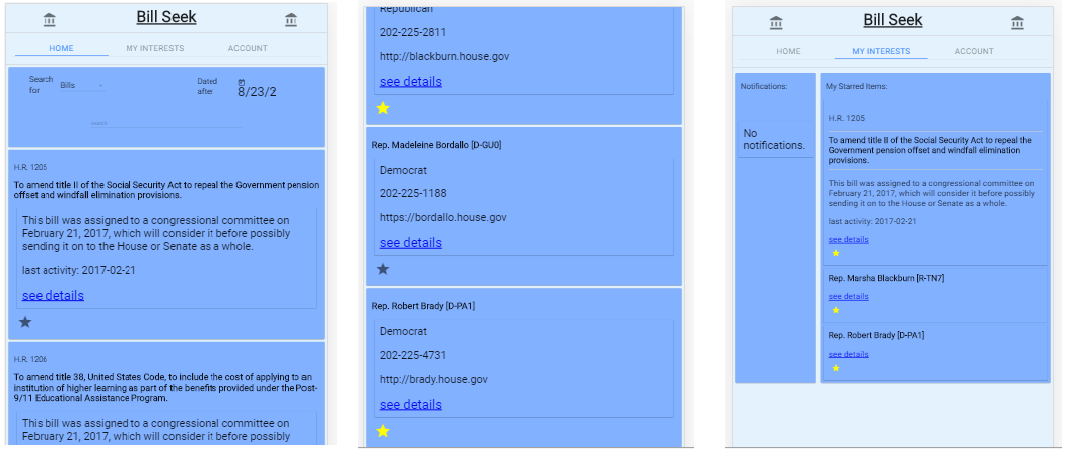 Bill Seek
HOME MY INTERESTS ACCOUNT
Search for
Bills
Dated after
8/23/2
search
H.R. 1205
To amend title II of the Social Security Act to repeal the Government pension
offset and windfall elimination provisions.
This bill was assigned to a congressional committee on
February 21, 2017, which will consider it before possibly
sending it on to the House or Senate as a whole.
last activity: 2017-02-21
see details
H.R. 1206
To amend title 38, United States Code, to include the cost of applying to an
institution of higher learning as part of the benefits provided under the Post-
9/11 Educational Assistance Program.
This bill was assigned to a congressional committee on
February 21, 2017, which will consider it before possibly
Republican
202-225-2811
http://blackburn.house.gov
see details
Rep. Madeleine Bordallo [D-GU0]
Democrat
202-225-1188
https://bordallo.house.gov
see details
Rep. Robert Brady [D-PA1]
Democrat
202-225-4731
http://brady.house.gov
see details
Bill Seek
HOME MY INTERESTS ACCOUNT
Notifications:
No
notifications.
My Starred Items:
H.R. 1205
To amend title II of the Social Security Act to repeal the
Government pension offset and windfall elimination
provisions.
This bill was assigned to a congressional committee on
February 21, 2017, which will consider it before possibly
sending it on to the House or Senate as a whole.
last activity: 2017-02-21
see details
Rep. Marsha Blackburn [R-TN7]
see details
Rep. Robert Brady [D-PA1]
see details